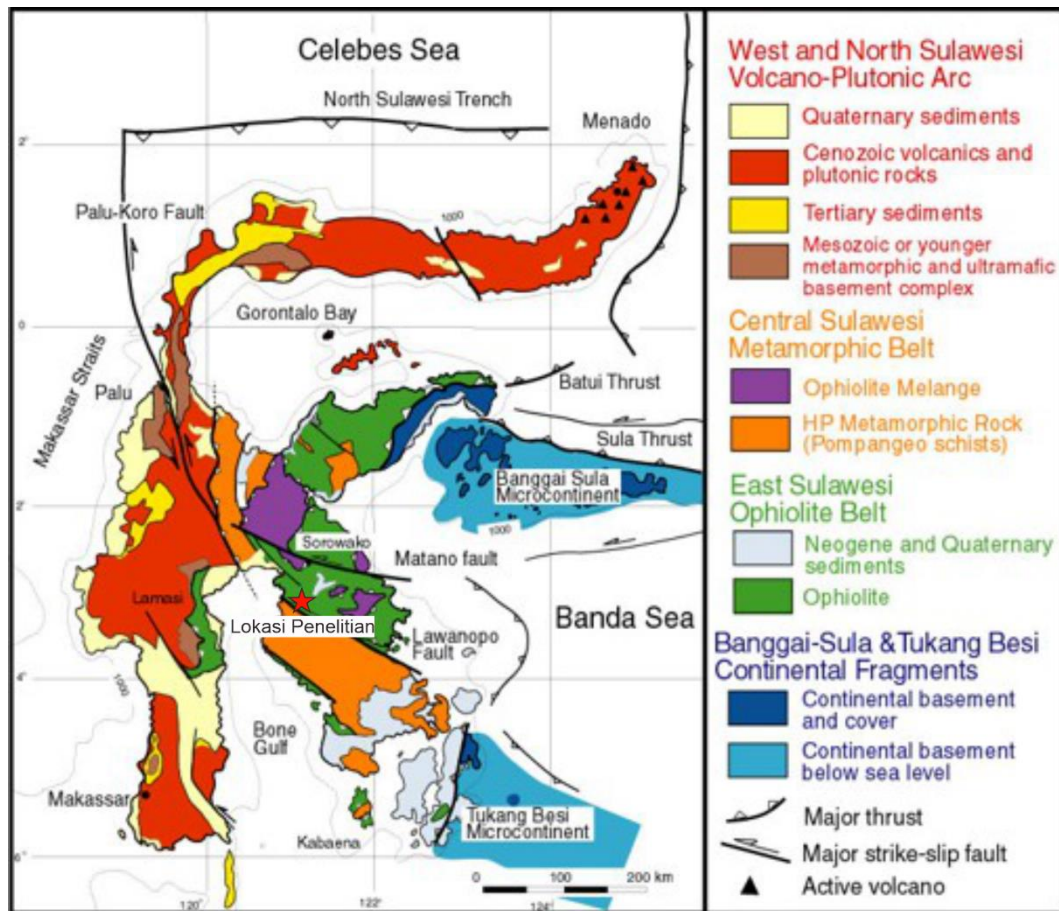 Celebes Sea
North Sulawesi Trench
Menado
2°
Palu-Koro Fault
1000
Gorontalo Bay
0
Makassar Straits
Palu
Batui Thrust
Sula Thrust
Banggai Sula
Microcontinent
1000
2°
Sorowako
Matano fault
Lamasi
Lokasi Penelitian
Banda Sea
Lawanopo
Fault
4°
1000
Bone
Gulf
Makassar
Tukang Besi
Microcontinent
Kabaena
6°
0 100 200 km
120°
122°
124°
West and North Sulawesi
Volcano-Plutonic Arc
Quaternary sediments
Cenozoic volcanics and
plutonic rocks
Tertiary sediments
Mesozoic or younger
metamorphic and ultramafic
basement complex
Central Sulawesi
Metamorphic Belt
Ophiolite Melange
HP Metamorphic Rock
(Pompangeo schists)
East Sulawesi
Ophiolite Belt
Neogene and Quaternary
sediments
Ophiolite
Banggai-Sula &Tukang Besi
Continental Fragments
Continental basement
and cover
Continental basement
below sea level
Major thrust
Major strike-slip fault
Active volcano